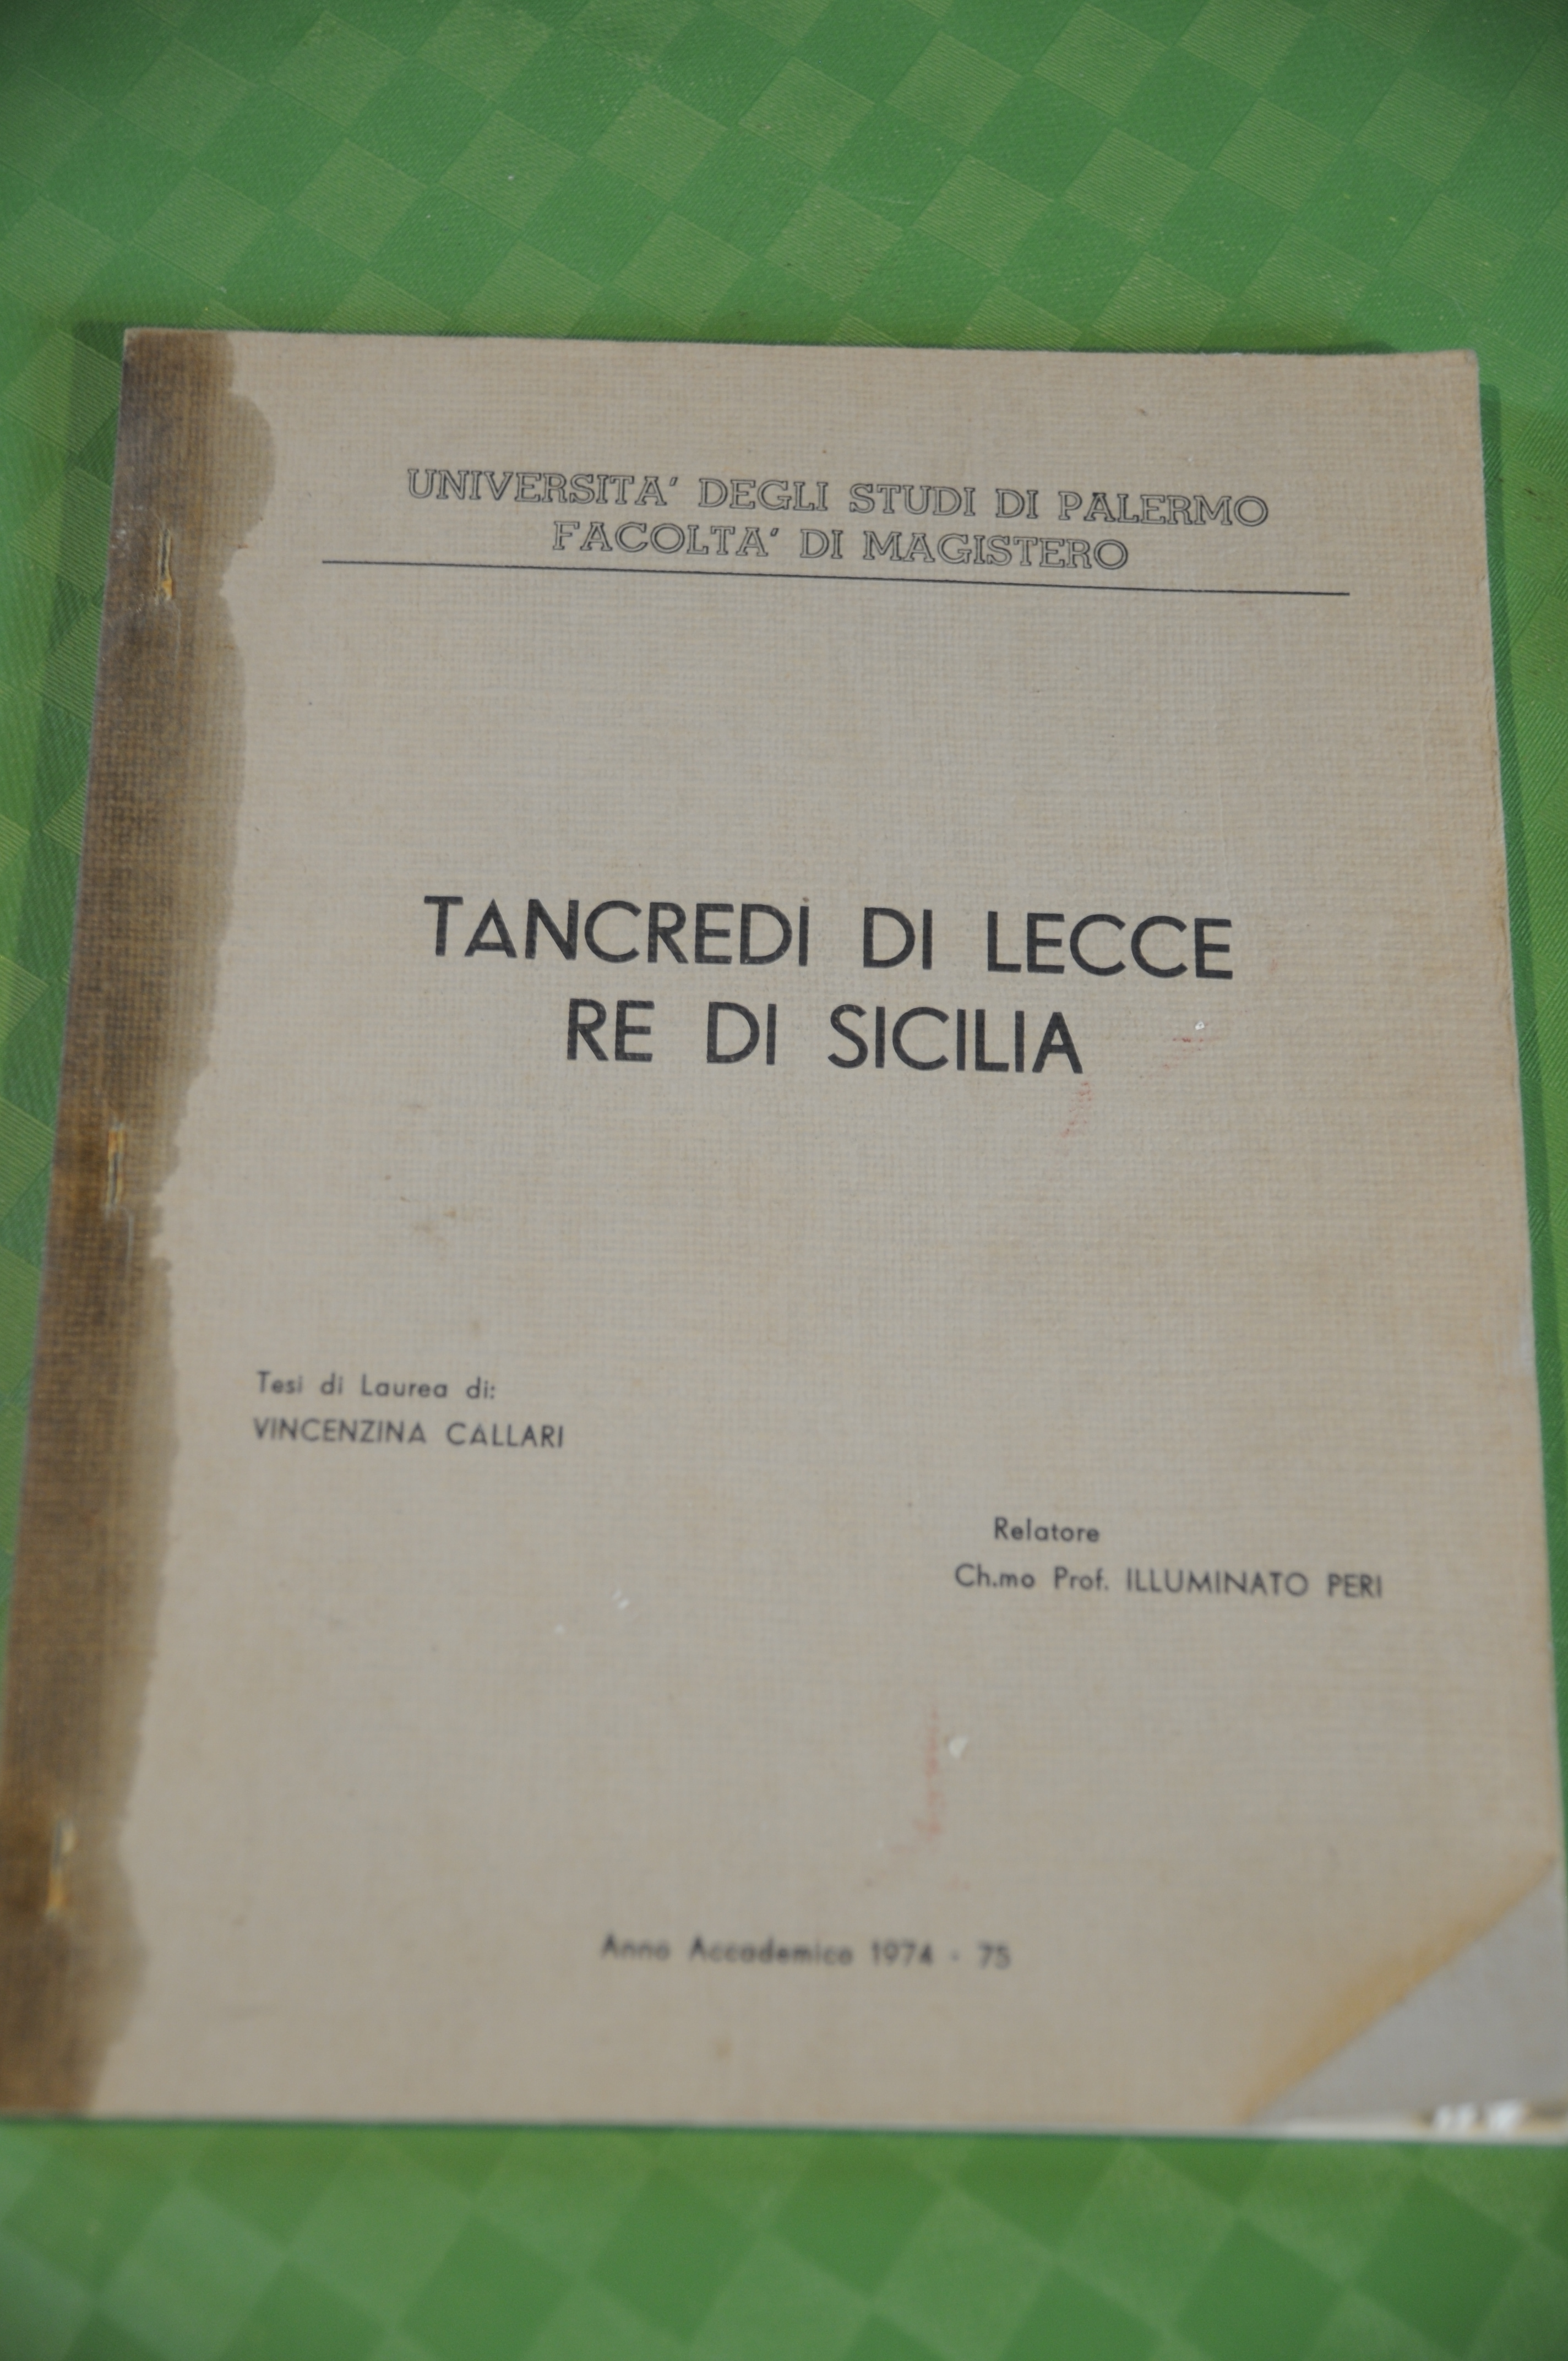 UNIVERSITA' DEGLI STUDI DI PALERMO
FACOLTA' DI MAGISTERO
TANCREDI DI LECCE
RE DI SICILIA
Tesi di Laurea di:
VINCENZINA CALLARI
Relatore
Ch.mo Prof. ILLUMINATO PERI
Anno Accademico 1974 - 75